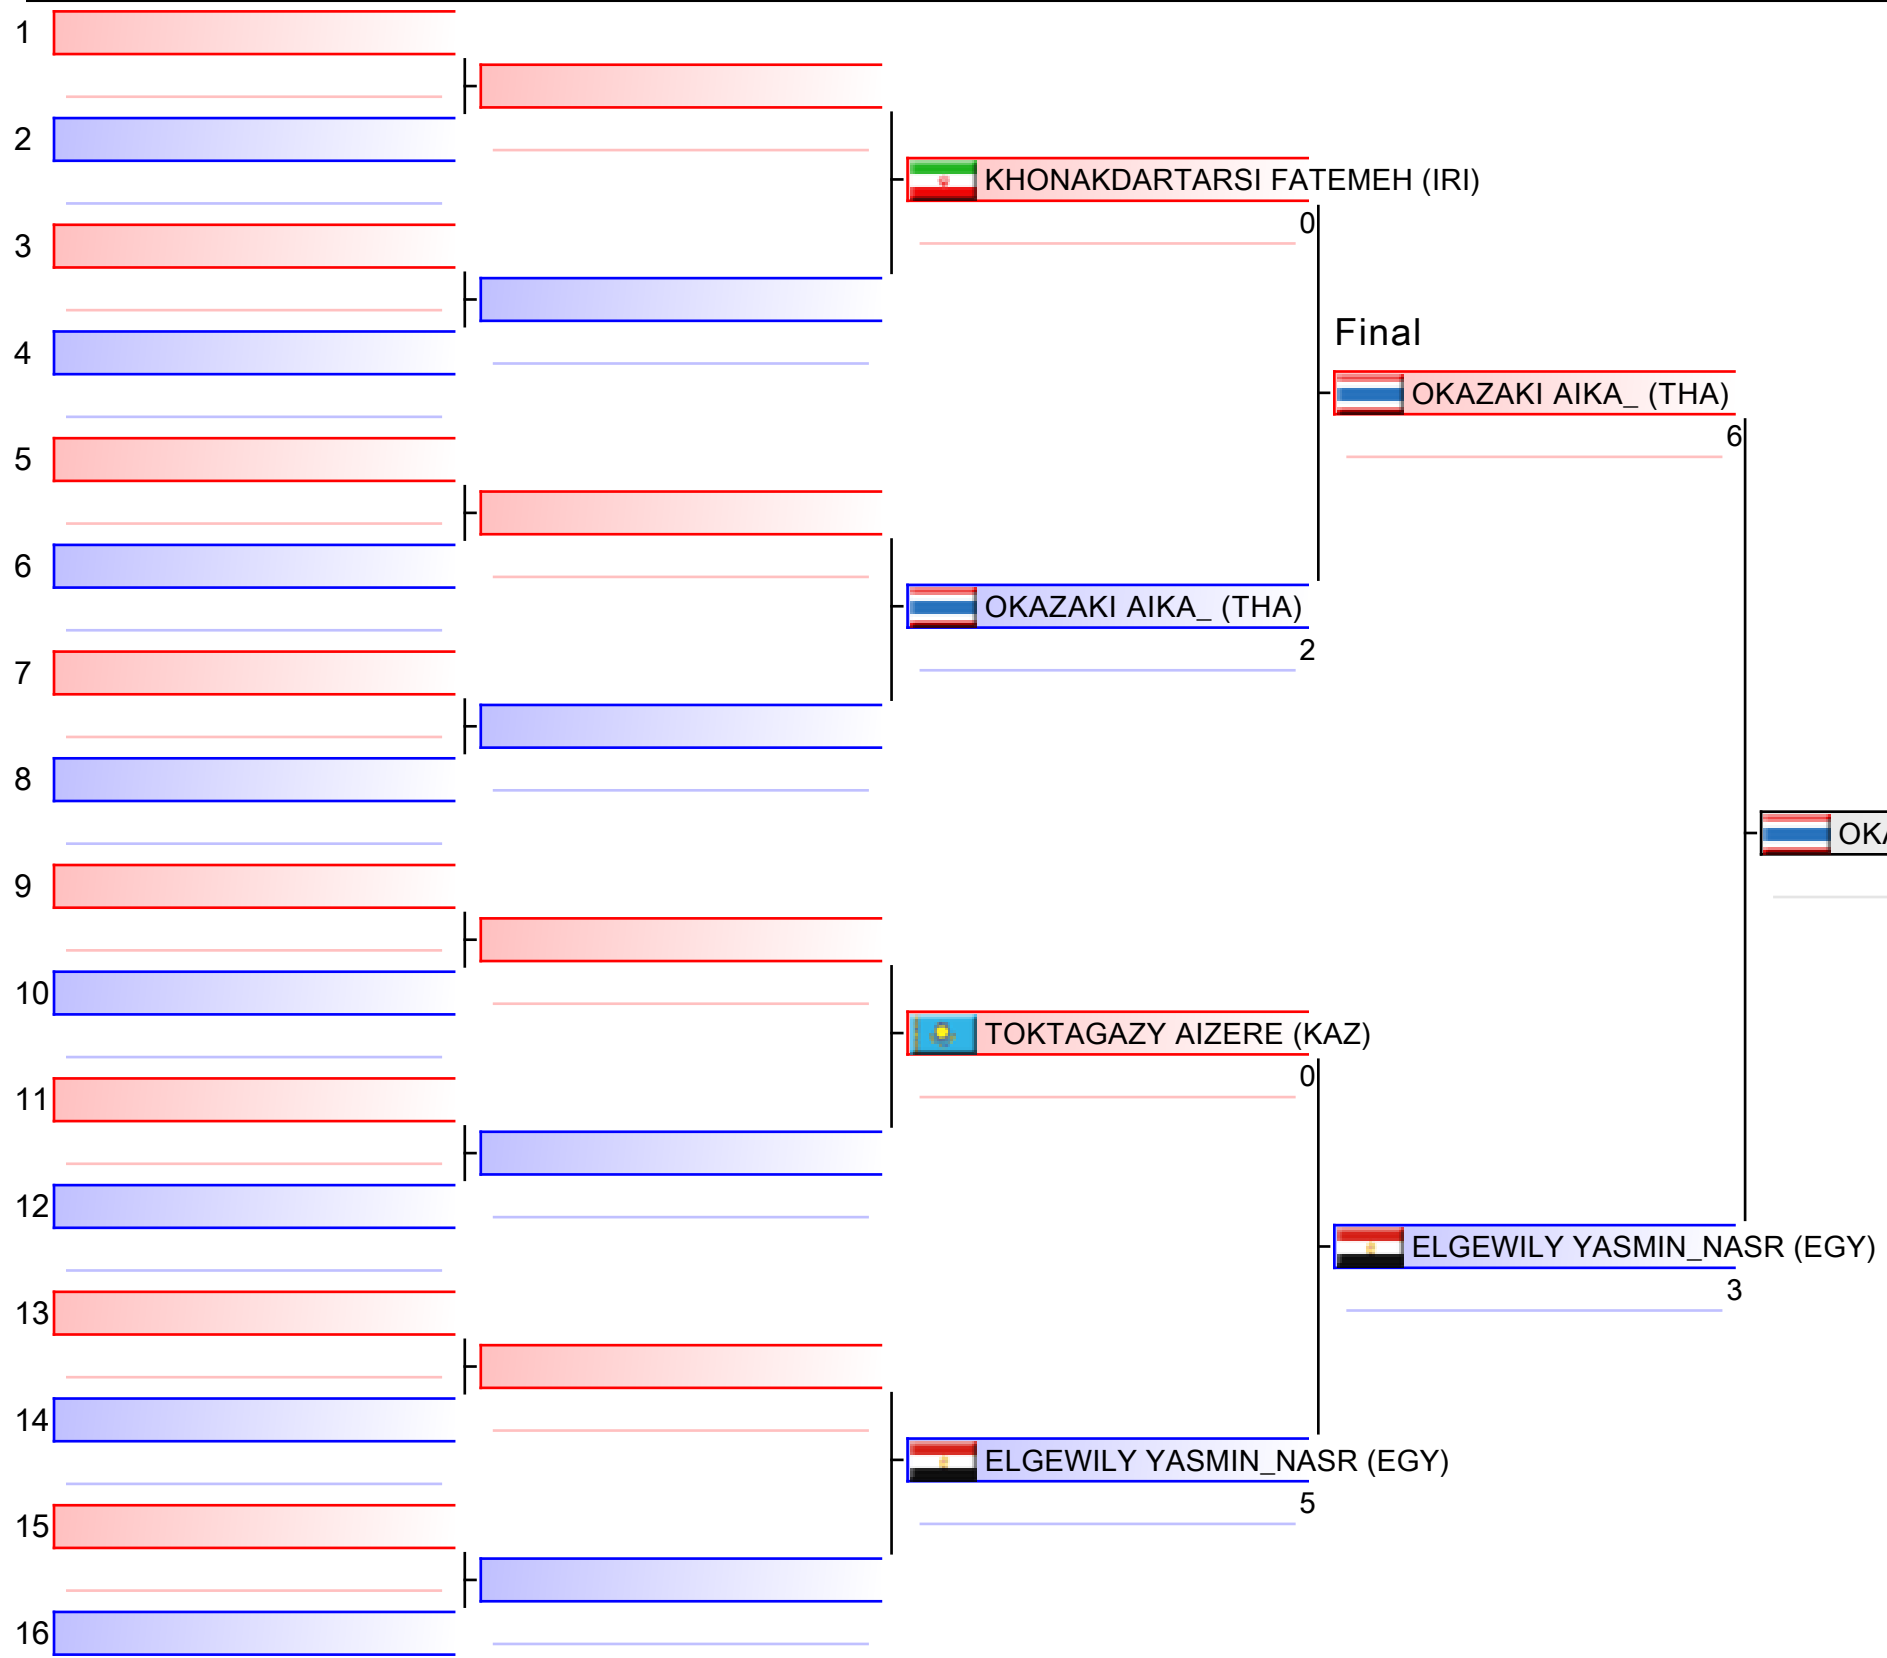 1
2
KHONAKDARTARSI FATEMEH (IRI)
0
3
Final
4
OKAZAKI AIKA_ (THA)
6
5
6
OKAZAKI AIKA_ (THA)
2
7
8
OKA
9
10
TOKTAGAZY AIZERE (KAZ)
0
11
12
ELGEWILY YASMIN_NASR (EGY)
3
13
14
ELGEWILY YASMIN_NASR (EGY)
5
15
16